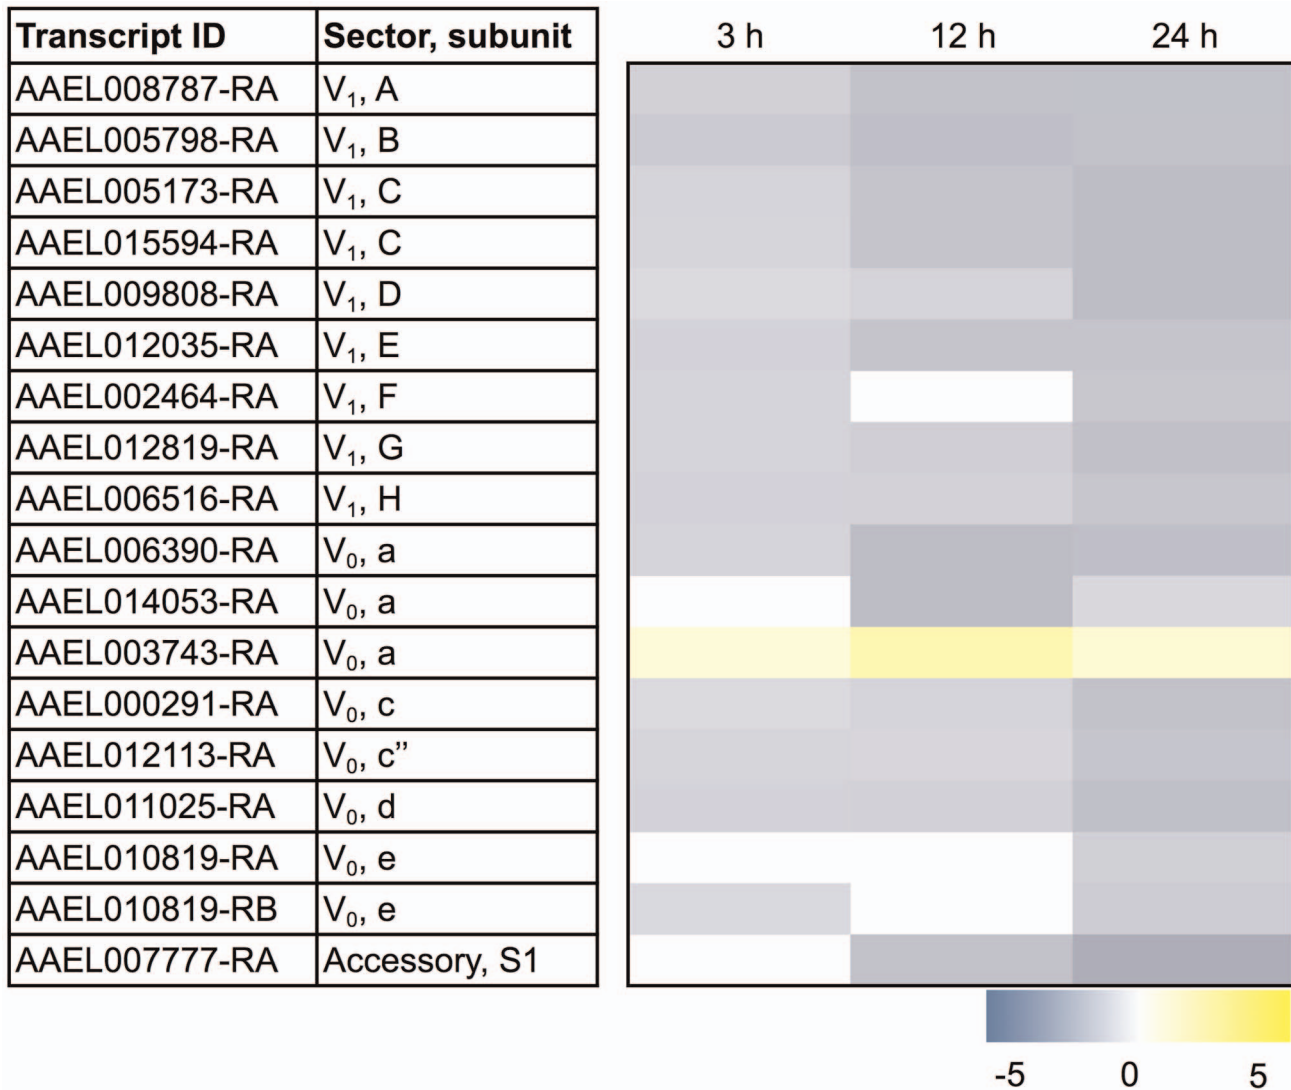 Transcript ID Sector, subunit 3 h 12 h 24 h
AAEL008787-RA V₁, A
AAEL005798-RA V₁, B
AAEL005173-RA V₁, C
AAEL015594-RA V₁, C
AAEL009808-RA V₁, D
AAEL012035-RA V₁, E
AAEL002464-RA V₁, F
AAEL012819-RA V₁, G
AAEL006516-RA V₁, H
AAEL006390-RA V₀, a
AAEL014053-RA V₀, a
AAEL003743-RA V₀, a
AAEL000291-RA V₀, c
AAEL012113-RA V₀, c”
AAEL011025-RA V₀, d
AAEL010819-RA V₀, e
AAEL010819-RB V₀, e
AAEL007777-RA Accessory, S1
-5 0 5